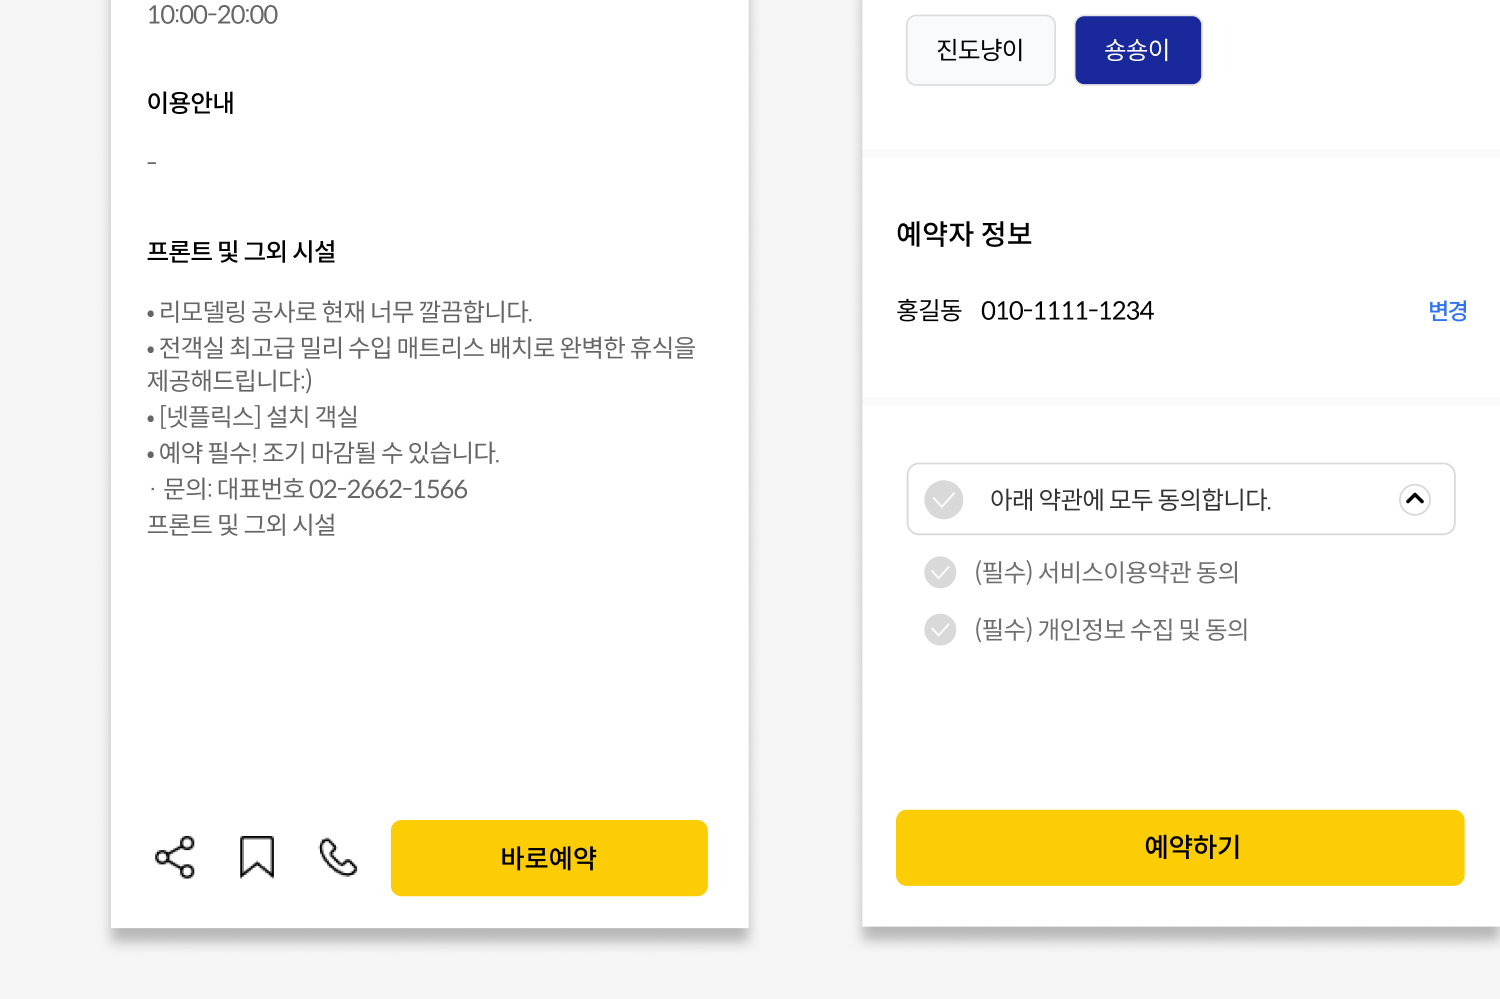 10:00-20:00
이용안내
-
프론트 및 그외 시설
• 리모델링 공사로 현재 너무 깔끔합니다.
• 전객실 최고급 밀리 수입 매트리스 배치로 완벽한 휴식을
제공해드립니다:)
• [넷플릭스] 설치 객실
• 예약 필수! 조기 마감될 수 있습니다.
· 문의: 대표번호 02-2662-1566
프론트 및 그외 시설
바로예약
진도냥이 숑숑이
예약자 정보
홍길동 010-1111-1234 변경
아래 약관에 모두 동의합니다.
(필수) 서비스이용약관 동의
(필수) 개인정보 수집 및 동의
예약하기